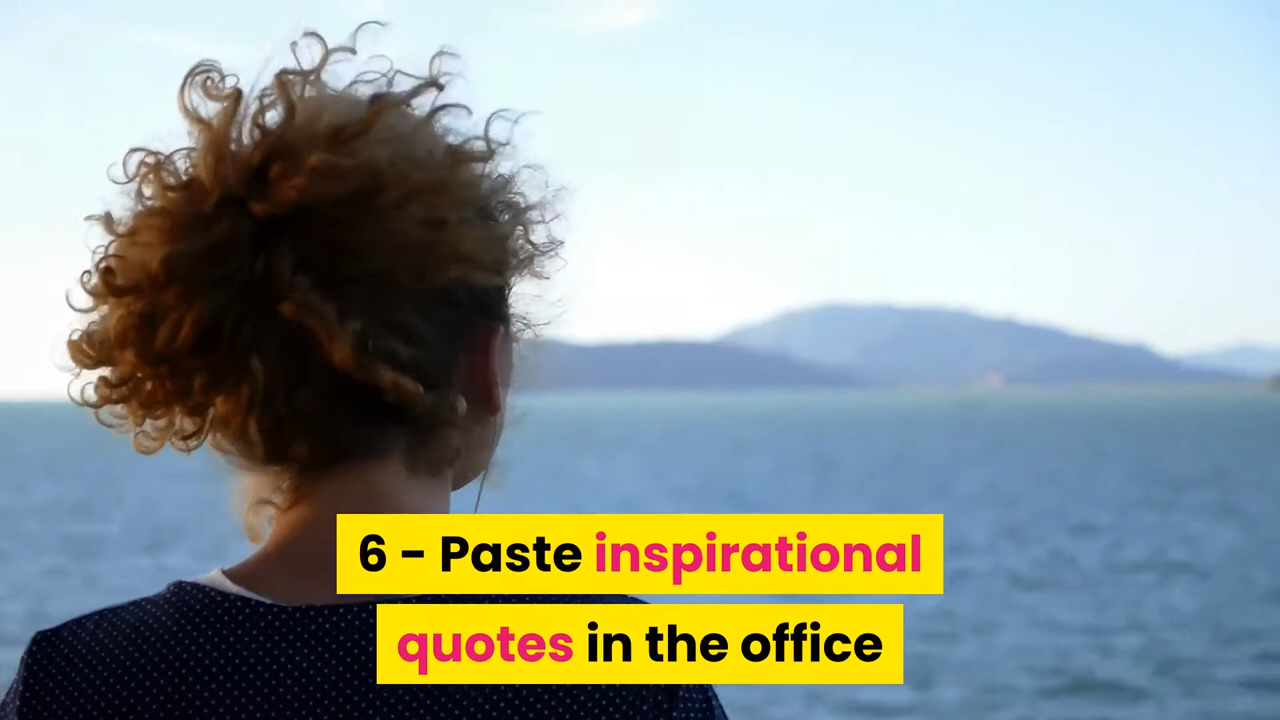 6 - Paste inspirational
quotes in the office